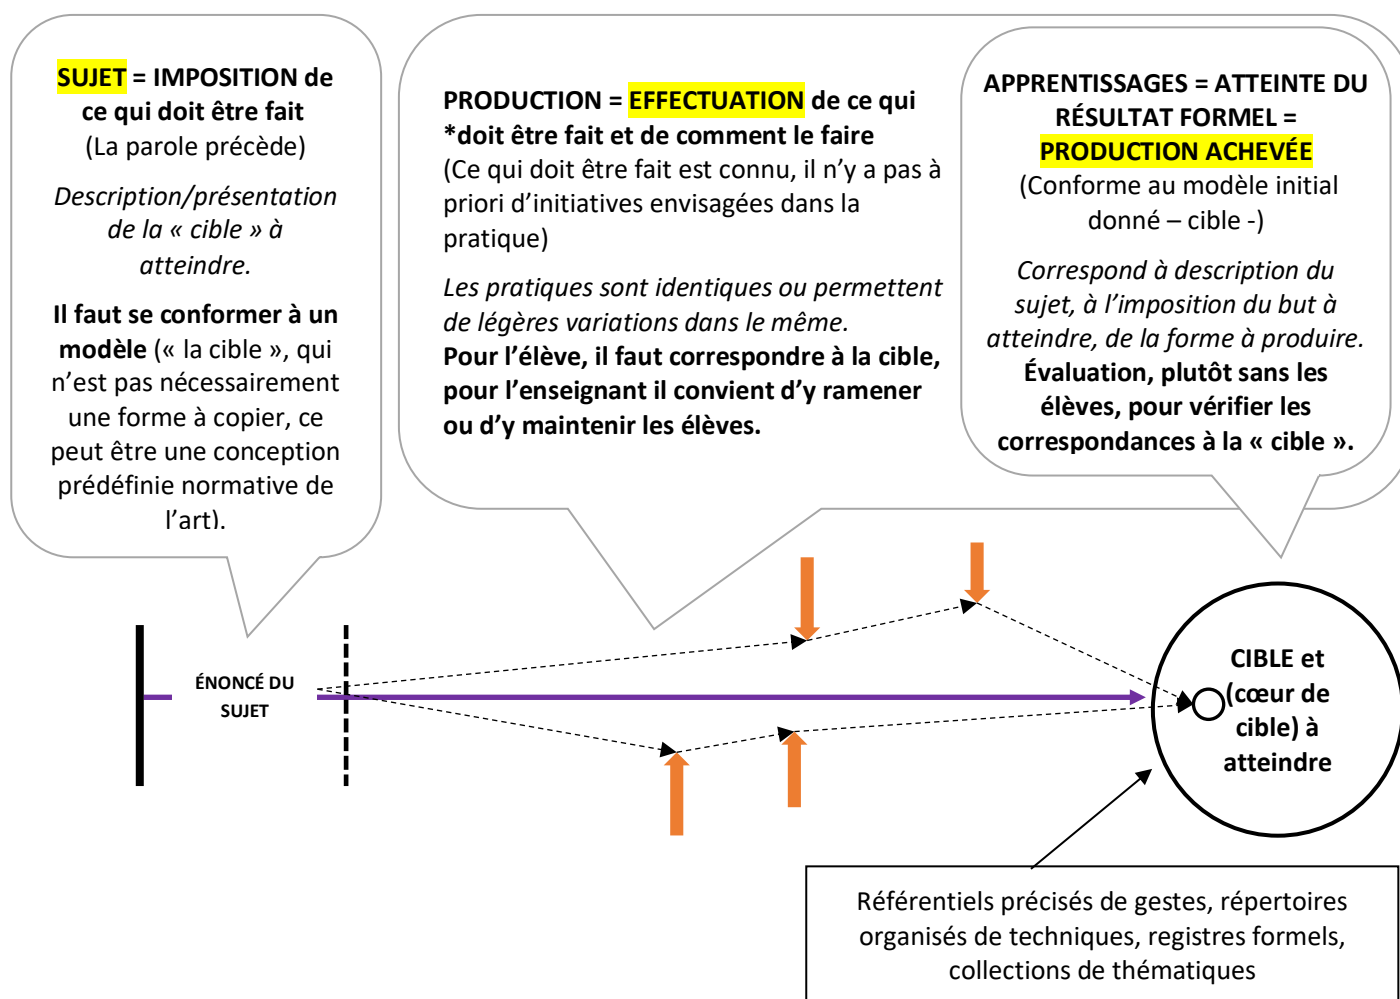 SUJET = IMPOSITION de
ce qui doit être fait
(La parole précède)
Description/présentation
de la « cible » à
atteindre.
Il faut se conformer à un
modèle (« la cible », qui
n’est pas nécessairement
une forme à copier, ce
peut être une conception
prédéfinie normative de
l’art).
PRODUCTION = EFFECTUATION de ce qui
*doit être fait et de comment le faire
(Ce qui doit être fait est connu, il n’y a pas à
priori d’initiatives envisagées dans la
pratique)
Les pratiques sont identiques ou permettent
de légères variations dans le même.
Pour l’élève, il faut correspondre à la cible,
pour l’enseignant il convient d’y ramener
ou d’y maintenir les élèves.
APPRENTISSAGES = ATTEINTE DU
RÉSULTAT FORMEL =
PRODUCTION ACHEVÉE
(Conforme au modèle initial
donné – cible -)
Correspond à description du
sujet, à l’imposition du but à
atteindre, de la forme à produire.
Évaluation, plutôt sans les
élèves, pour vérifier les
correspondances à la « cible ».
ÉNONCÉ DU
SUJET
CIBLE et
(cœur de
cible) à
atteindre
Référentiels précisés de gestes, répertoires
organisés de techniques, registres formels,
collections de thématiques